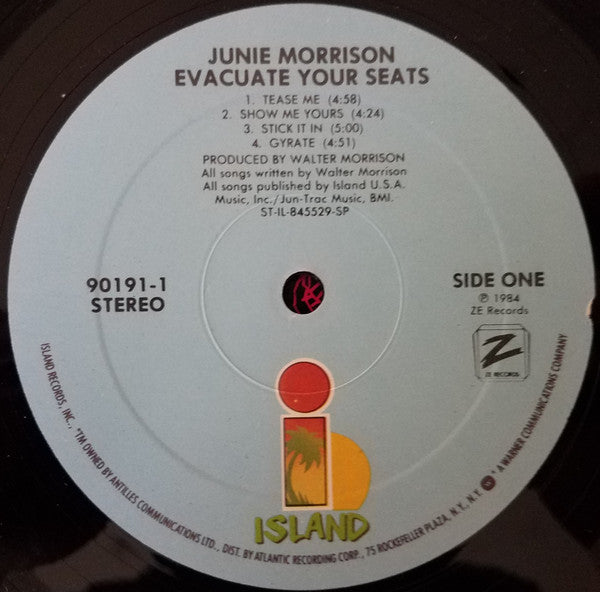 JUNIE MORRISON
EVACUATE YOUR SEATS
1. TEASE ME (4:58)
2. SHOW ME YOURS (4:24)
3. STICK IT IN (5:00)
4. GYRATE (4:51)
PRODUCED BY WALTER MORRISON
All songs written by Walter Morrison
All songs published by Island U.S.A.
Music, Inc./Jun-Trac Music, BMI.
ST-IL-845529-SP
90191-1
STEREO
SIDE ONE
℗ 1984
ZE Records
Z
ZE RECORDS
ISLAND
ISLAND RECORDS, INC., *TM OWNED BY ANTILLES COMMUNICATIONS LTD., DIST. BY ATLANTIC RECORDING CORP., 75 ROCKEFELLER PLAZA, N.Y., N.Y. * A WARNER COMMUNICATIONS COMPANY